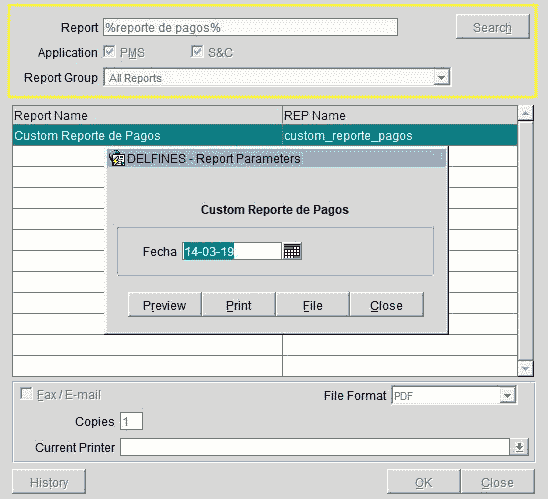 Report %reporte de pagos% Search
Application PMS S&C
Report Group All Reports
Report Name REP Name
Custom Reporte de Pagos custom_reporte_pagos
DELFINES - Report Parameters
Custom Reporte de Pagos
Fecha 14-03-19
Preview Print File Close
Fax / E-mail File Format PDF
Copies 1
Current Printer
History OK Close